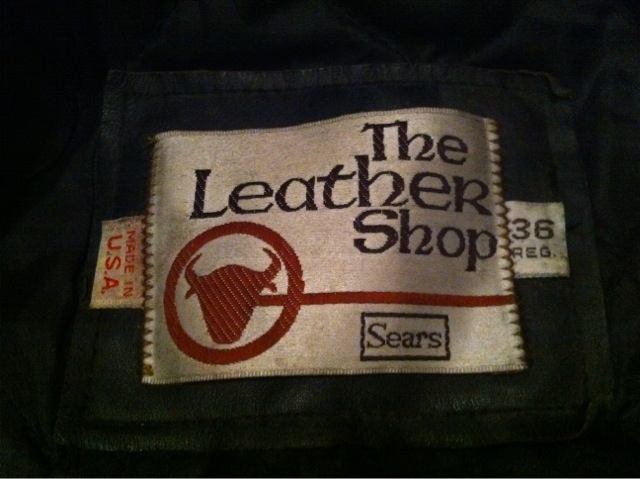 The
Leather
Shop
Sears
MADE IN
U.S.A.
36
REG.